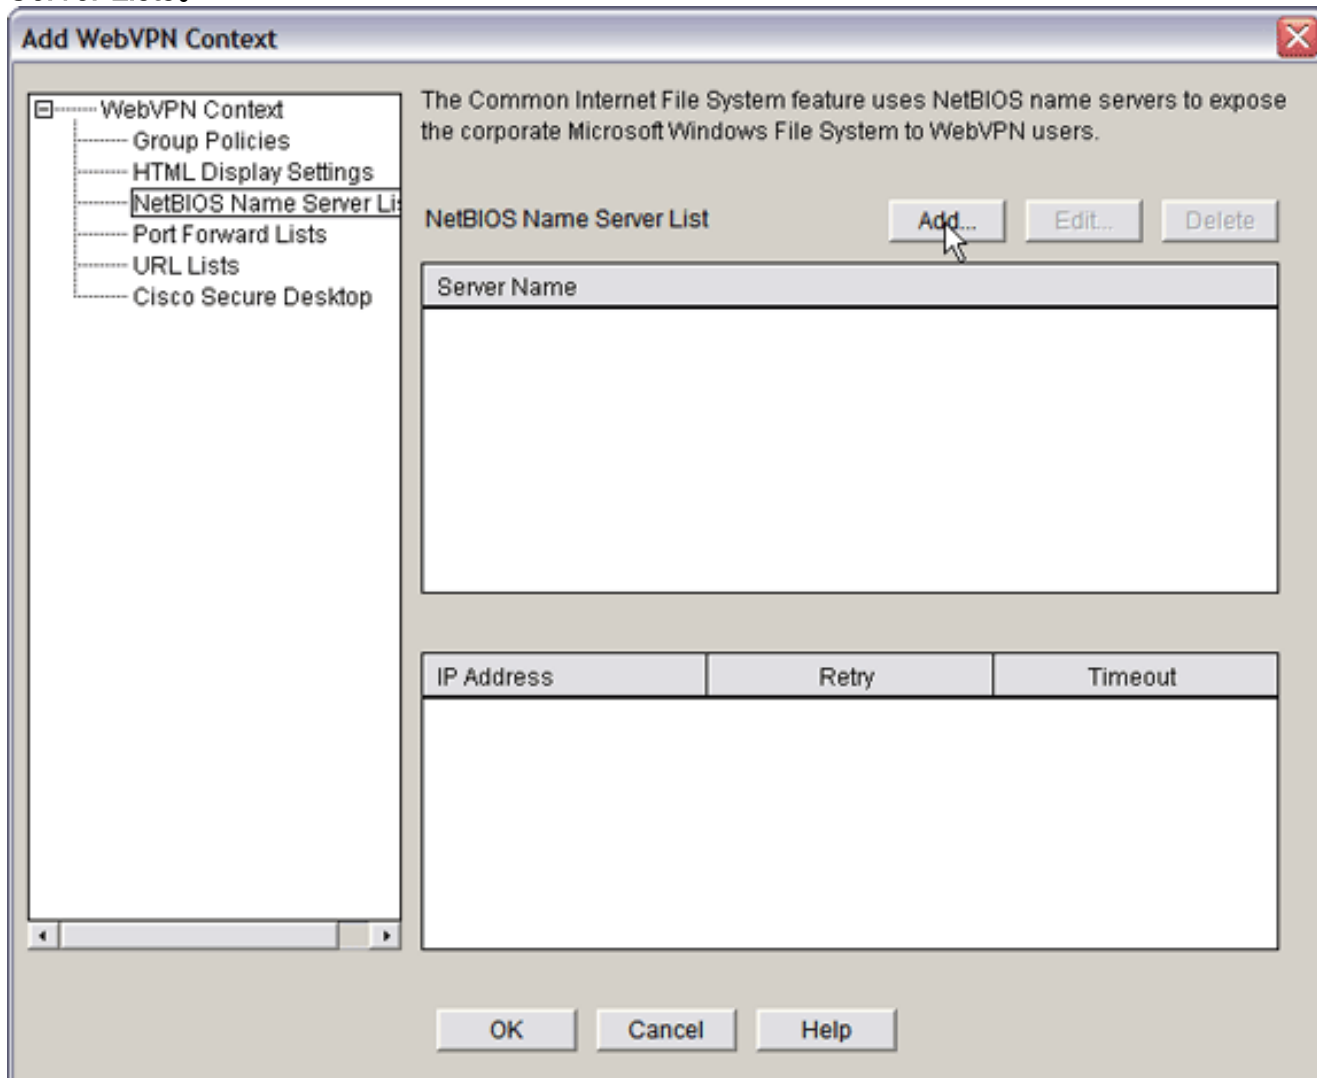 Add WebVPN Context
WebVPN Context
Group Policies
HTML Display Settings
NetBIOS Name Server Lis
Port Forward Lists
URL Lists
Cisco Secure Desktop
The Common Internet File System feature uses NetBIOS name servers to expose
the corporate Microsoft Windows File System to WebVPN users.
NetBIOS Name Server List
Add...
Edit...
Delete
Server Name
IP Address
Retry
Timeout
OK
Cancel
Help